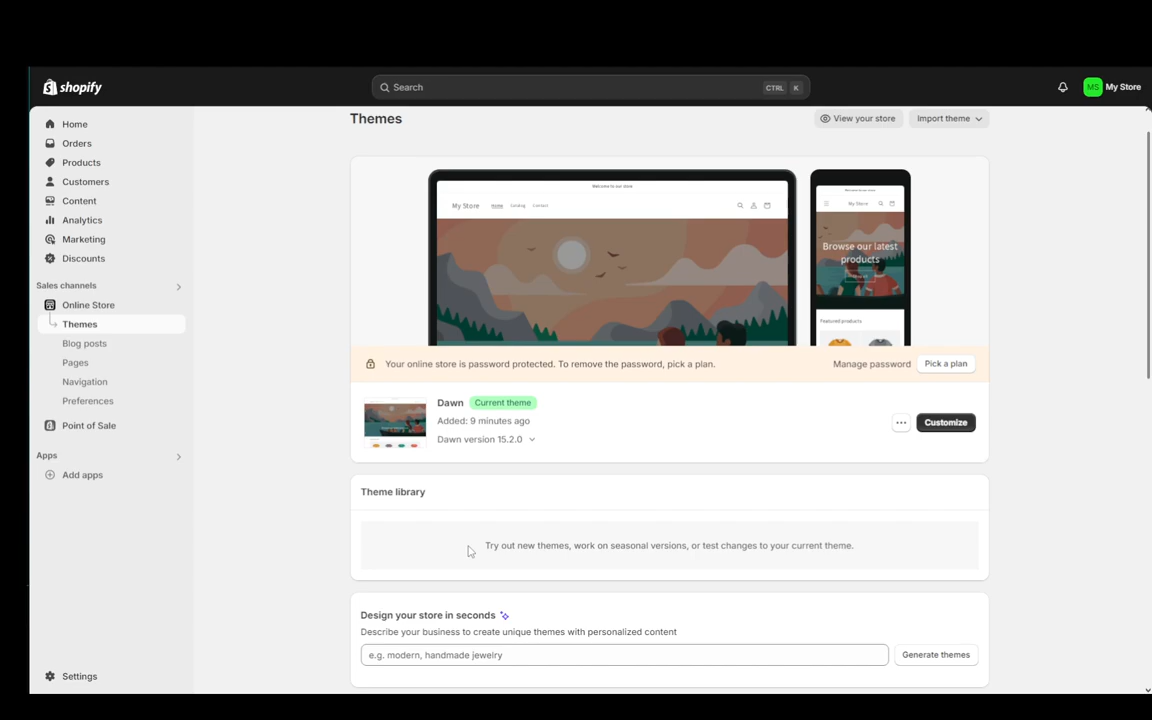 shopify
Search
CTRL K
MS My Store
Home
Orders
Products
Customers
Content
Analytics
Marketing
Discounts
Sales channels
Online Store
Themes
Blog posts
Pages
Navigation
Preferences
Point of Sale
Apps
Add apps
Settings
Themes
View your store
Import theme
Welcome to our store
My Store Home Catalog Contact
Welcome to our store
My Store
Browse our latest
products
Featured products
Your online store is password protected. To remove the password, pick a plan.
Manage password
Pick a plan
Dawn Current theme
Added: 9 minutes ago
Dawn version 15.2.0
Customize
Theme library
Try out new themes, work on seasonal versions, or test changes to your current theme.
Design your store in seconds
Describe your business to create unique themes with personalized content
e.g. modern, handmade jewelry
Generate themes